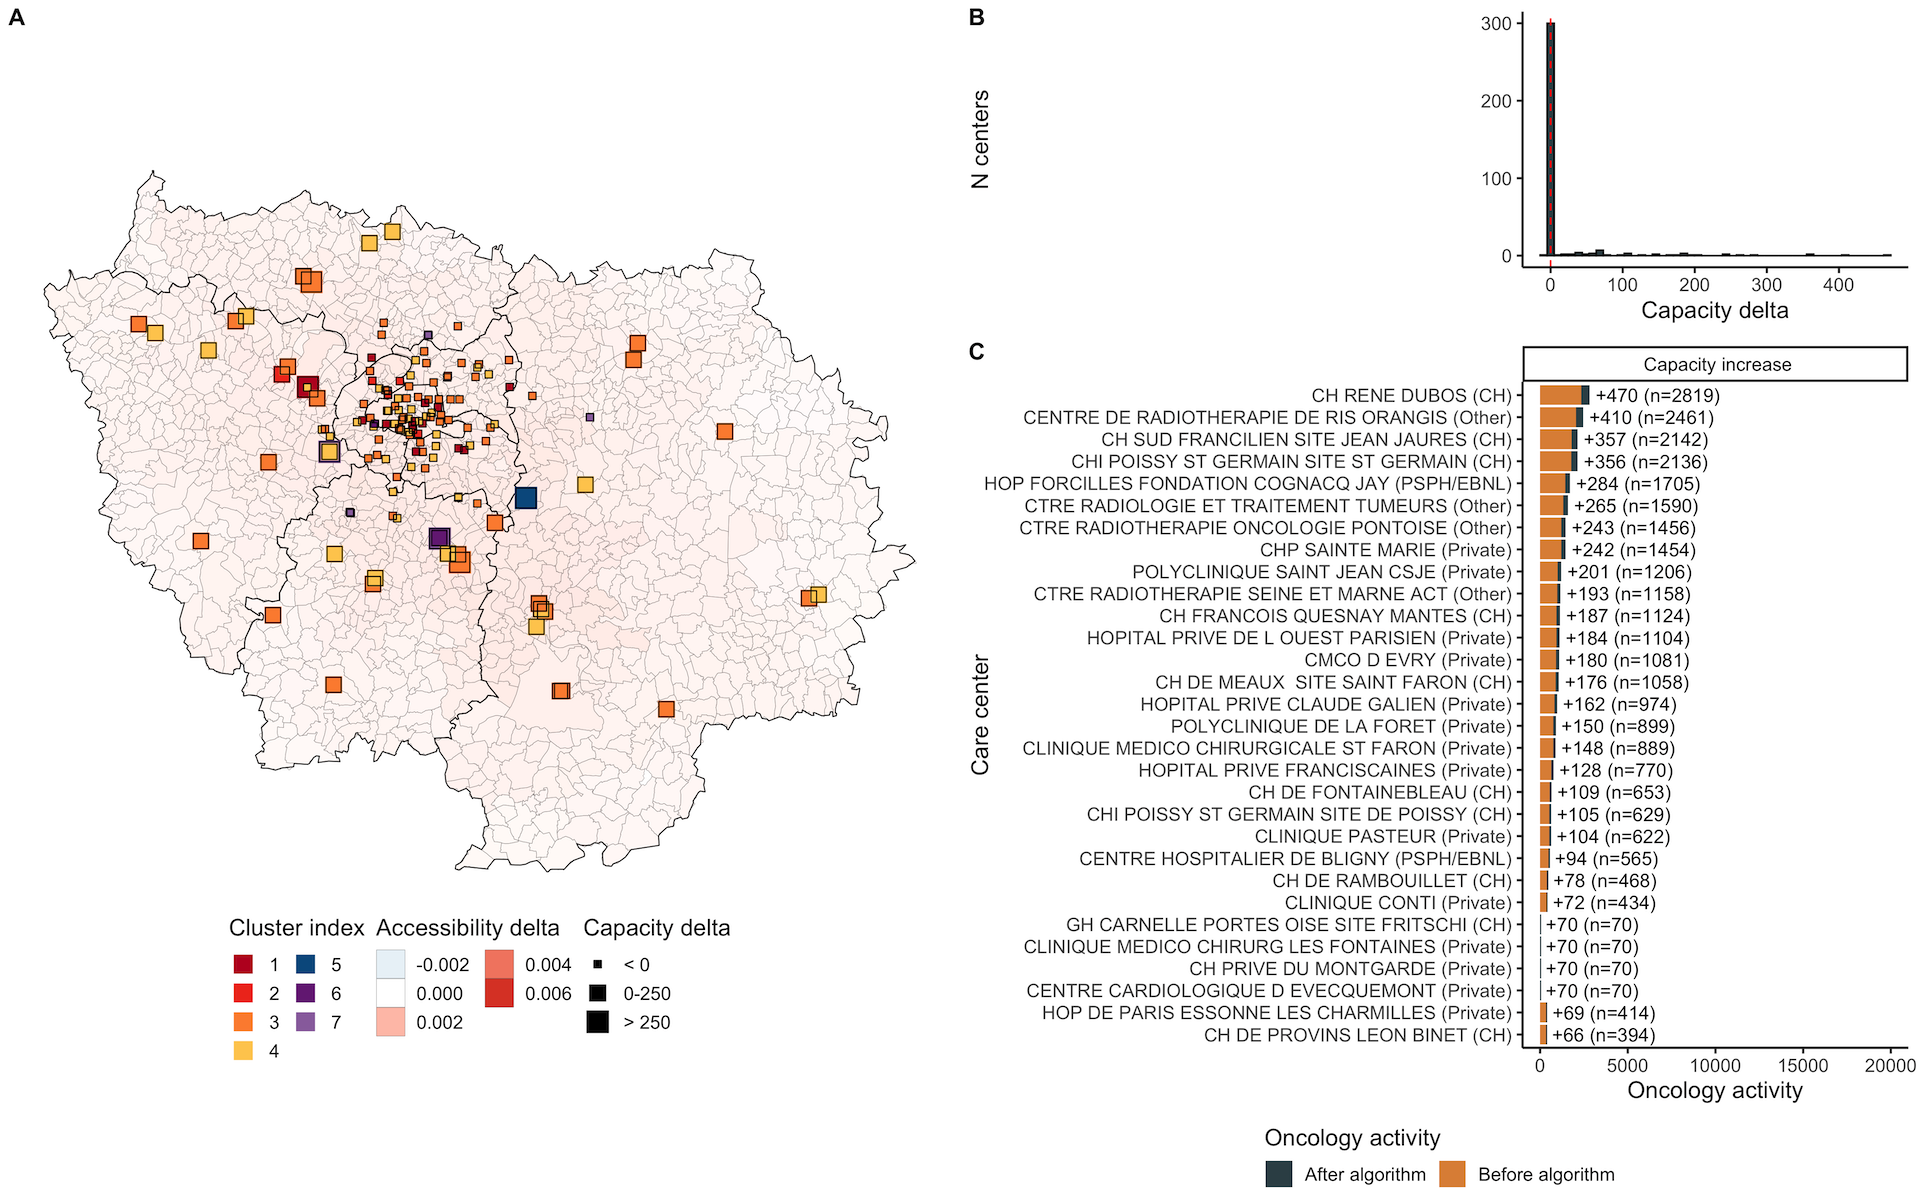 A
Cluster index
1
2
3
4
5
6
7
Accessibility delta
-0.002
0.000
0.002
0.004
0.006
Capacity delta
< 0
0-250
> 250
B
N centers
300
200
100
0
0 100 200 300 400
Capacity delta
C
Capacity increase
Care center
CH RENE DUBOS (CH) +470 (n=2819)
CENTRE DE RADIOTHERAPIE DE RIS ORANGIS (Other) +410 (n=2461)
CH SUD FRANCILIEN SITE JEAN JAURES (CH) +357 (n=2142)
CHI POISSY ST GERMAIN SITE ST GERMAIN (CH) +356 (n=2136)
HOP FORCILLES FONDATION COGNACQ JAY (PSPH/EBNL) +284 (n=1705)
CTRE RADIOLOGIE ET TRAITEMENT TUMEURS (Other) +265 (n=1590)
CTRE RADIOTHERAPIE ONCOLOGIE PONTOISE (Other) +243 (n=1456)
CHP SAINTE MARIE (Private) +242 (n=1454)
POLYCLINIQUE SAINT JEAN CSJE (Private) +201 (n=1206)
CTRE RADIOTHERAPIE SEINE ET MARNE ACT (Other) +193 (n=1158)
CH FRANCOIS QUESNAY MANTES (CH) +187 (n=1124)
HOPITAL PRIVE DE L OUEST PARISIEN (Private) +184 (n=1104)
CMCO D EVRY (Private) +180 (n=1081)
CH DE MEAUX  SITE SAINT FARON (CH) +176 (n=1058)
HOPITAL PRIVE CLAUDE GALIEN (Private) +162 (n=974)
POLYCLINIQUE DE LA FORET (Private) +150 (n=899)
CLINIQUE MEDICO CHIRURGICALE ST FARON (Private) +148 (n=889)
HOPITAL PRIVE FRANCISCAINES (Private) +128 (n=770)
CH DE FONTAINEBLEAU (CH) +109 (n=653)
CHI POISSY ST GERMAIN SITE DE POISSY (CH) +105 (n=629)
CLINIQUE PASTEUR (Private) +104 (n=622)
CENTRE HOSPITALIER DE BLIGNY (PSPH/EBNL) +94 (n=565)
CH DE RAMBOUILLET (CH) +78 (n=468)
CLINIQUE CONTI (Private) +72 (n=434)
GH CARNELLE PORTES OISE SITE FRITSCHI (CH) +70 (n=70)
CLINIQUE MEDICO CHIRURG LES FONTAINES (Private) +70 (n=70)
CH PRIVE DU MONTGARDE (Private) +70 (n=70)
CENTRE CARDIOLOGIQUE D EVECQUEMONT (Private) +70 (n=70)
HOP DE PARIS ESSONNE LES CHARMILLES (Private) +69 (n=414)
CH DE PROVINS LEON BINET (CH) +66 (n=394)
0 5000 10000 15000 20000
Oncology activity
Oncology activity
After algorithm Before algorithm